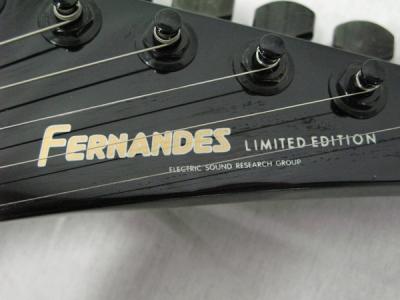 FERNANDES LIMITED EDITION
ELECTRIC SOUND RESEARCH GROUP